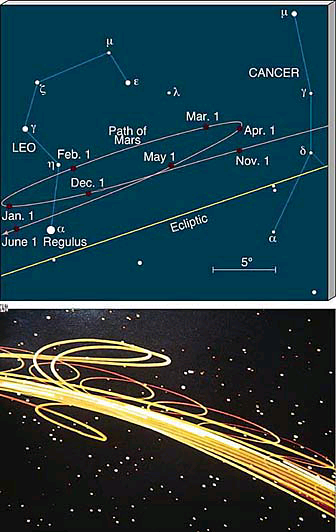 μ
μ
ζ
ε
λ
CANCER
γ
Mar. 1
γ
Path of
Mars
Apr. 1
LEO
δ
η
Feb. 1
May 1
Nov. 1
Dec. 1
Jan. 1
Ecliptic
α
June 1
α
Regulus
5°